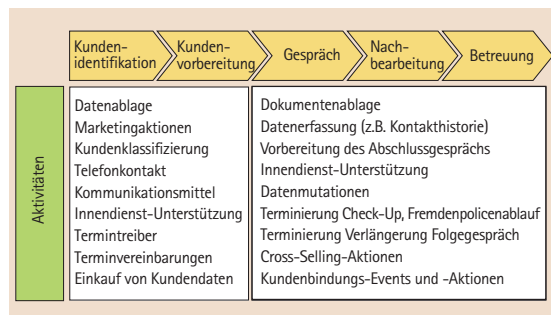 Kunden-
identifikation
Kunden-
vorbereitung
Gespräch
Nach-
bearbeitung
Betreuung
Aktivitäten
Datenablage
Marketingaktionen
Kundenklassifizierung
Telefonkontakt
Kommunikationsmittel
Innendienst-Unterstützung
Termintreiber
Terminvereinbarungen
Einkauf von Kundendaten
Dokumentenablage
Datenerfassung (z.B. Kontakthistorie)
Vorbereitung des Abschlussgesprächs
Innendienst-Unterstützung
Datenmutationen
Terminierung Check-Up, Fremdenpolicenablauf
Terminierung Verlängerung Folgegespräch
Cross-Selling-Aktionen
Kundenbindungs-Events und -Aktionen